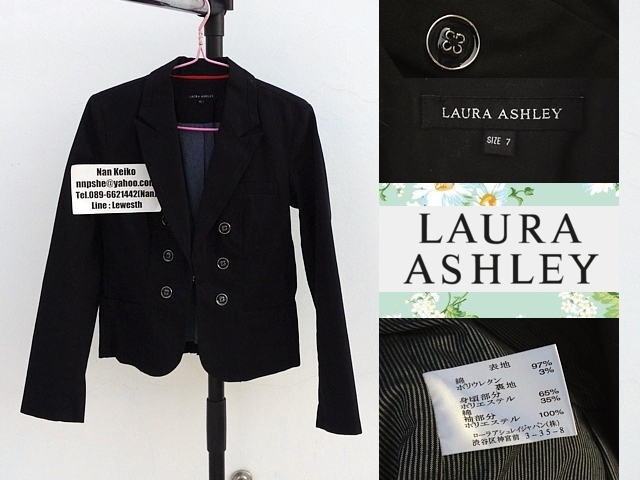 LAURA ASHLEY
Nan Keiko
nnpshe@yahoo.com
Tel.089-6621442(Nan)
Line : Lewesth
LAURA ASHLEY
SIZE 7
LAURA
ASHLEY
表地 97%
綿 3%
ポリウレタン
裏地
身頃部分 65%
ポリエステル 35%
綿
袖部分 100%
ポリエステル
ローラアシュレイジャパン(株)
渋谷区神宮前 3-35-8